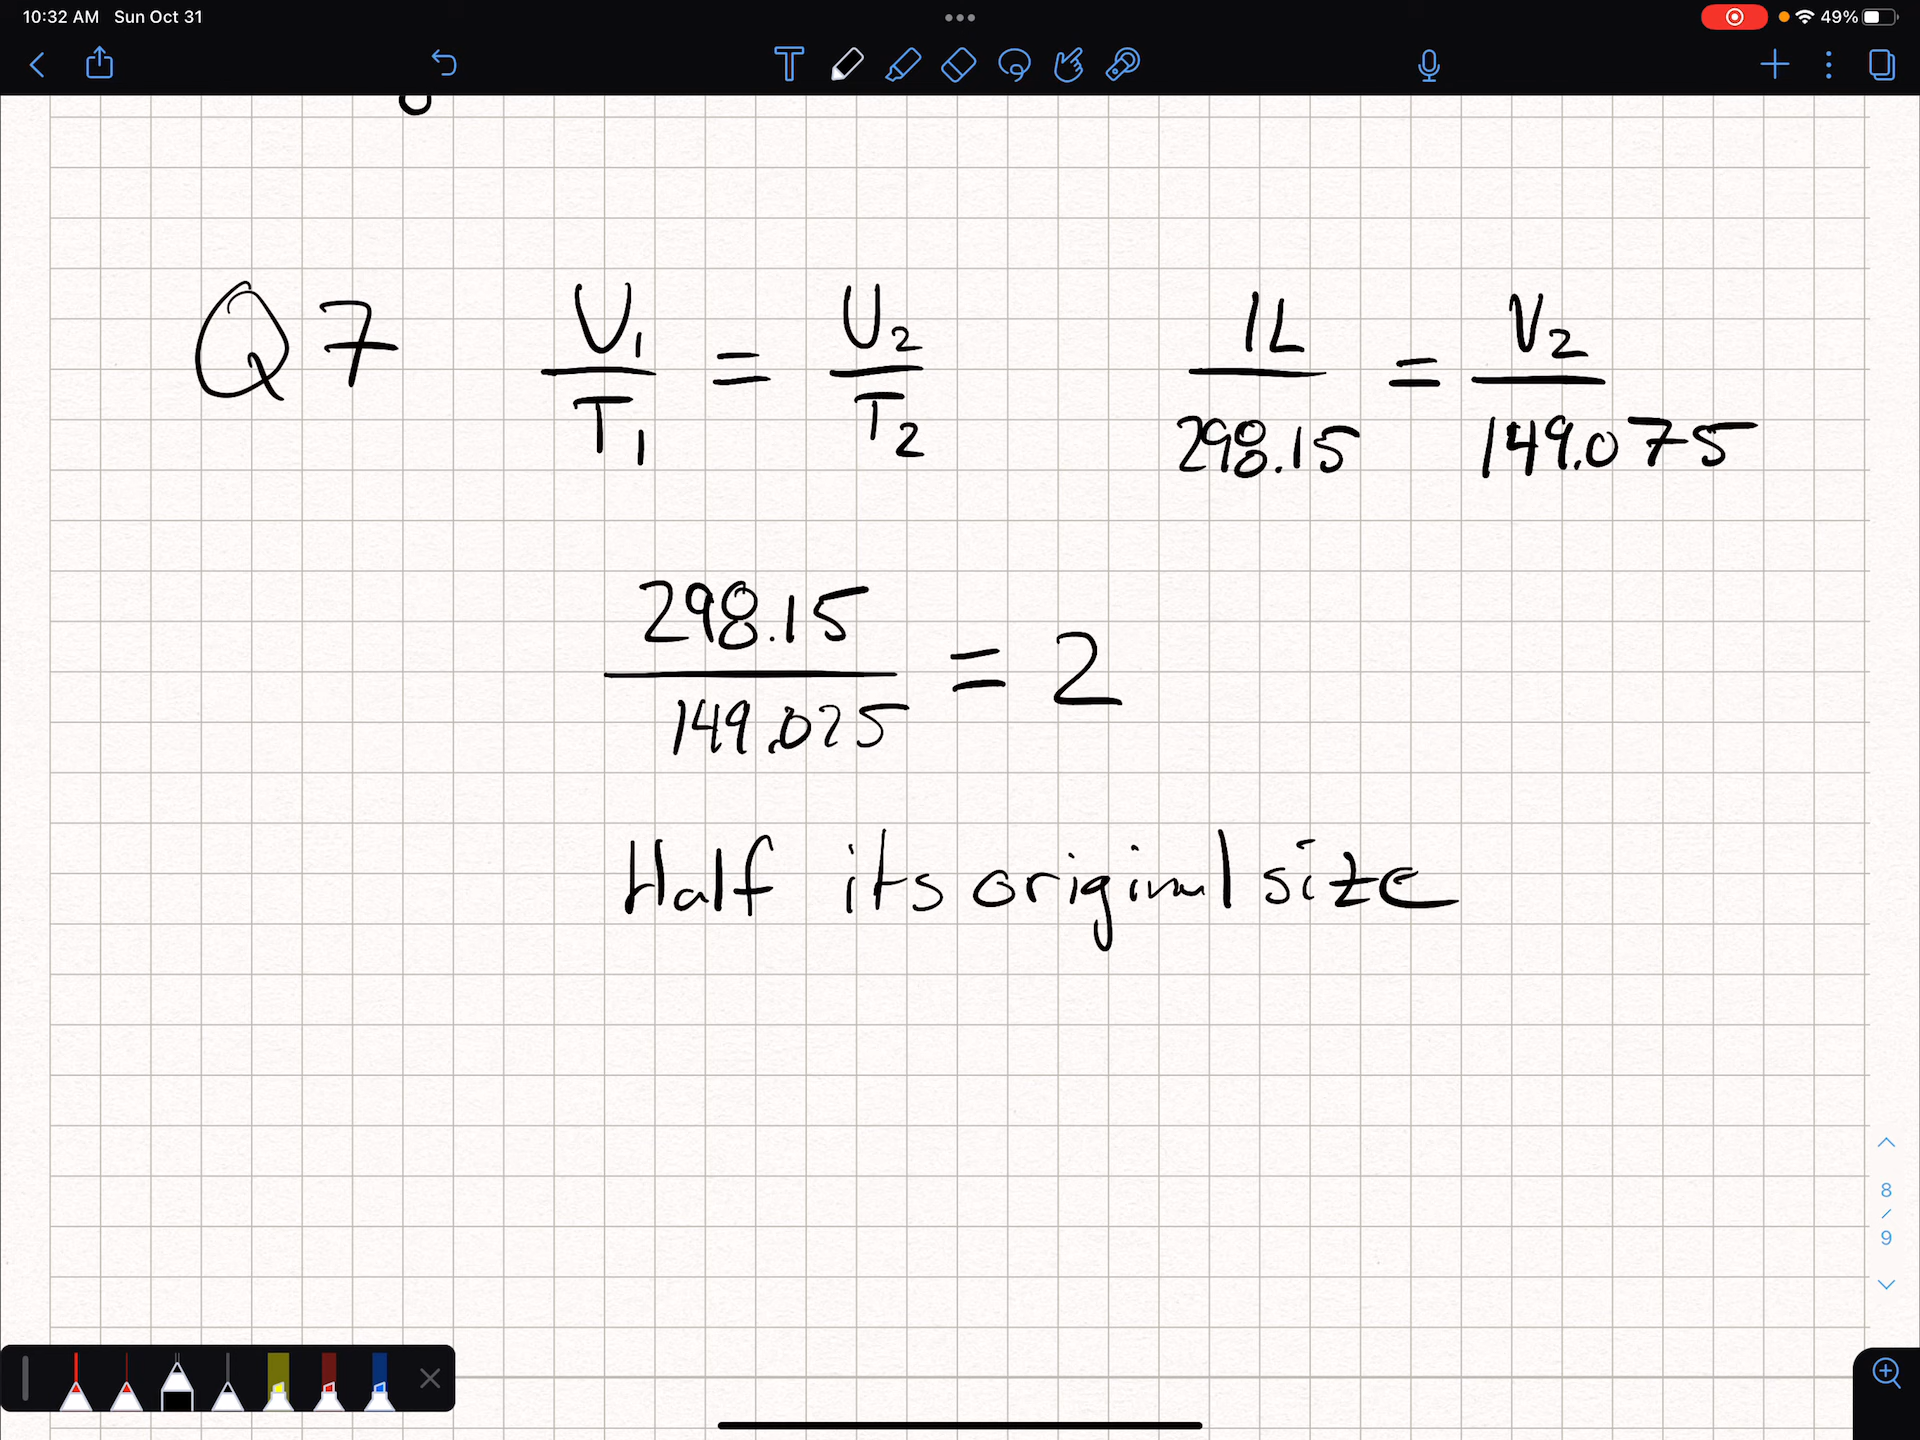 10:32 AM Sun Oct 31
49%
T
Q7 V1/T1 = V2/T2 1L/298.15 = V2/149.075
298.15/149.075 = 2
Half its original size
8
/
9